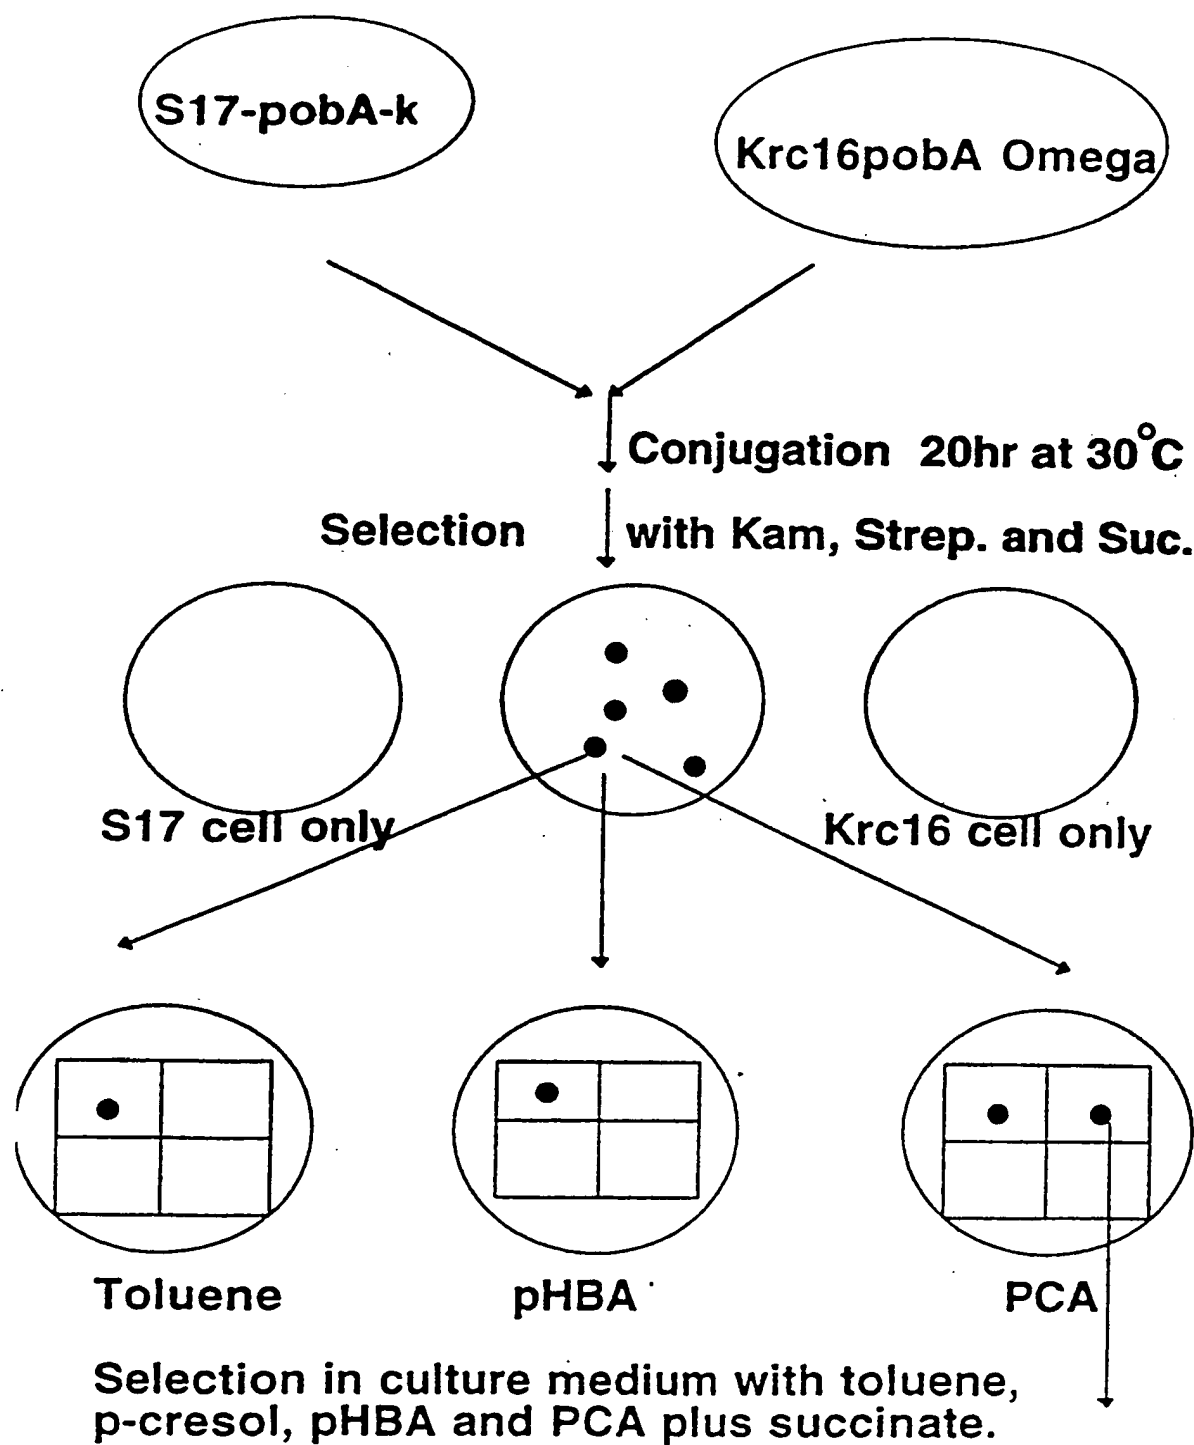 S17-pobA-k
Krc16pobA Omega
Conjugation 20hr at 30°C
Selection with Kam, Strep. and Suc.
S17 cell only
Krc16 cell only
Toluene
pHBA
PCA
Selection in culture medium with toluene,
p-cresol, pHBA and PCA plus succinate.